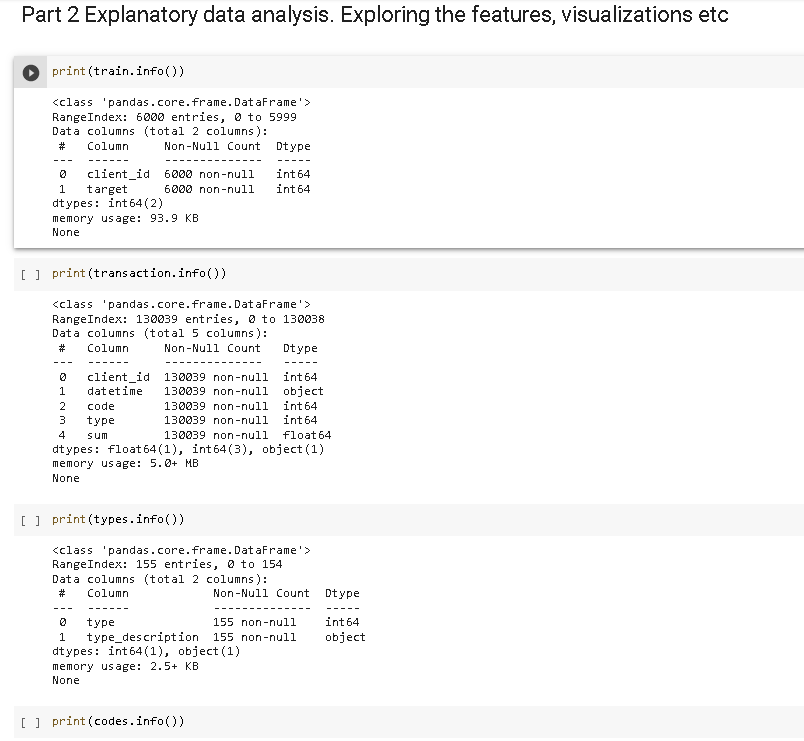 Part 2 Explanatory data analysis. Exploring the features, visualizations etc
print(train.info())
<class 'pandas.core.frame.DataFrame'>
RangeIndex: 6000 entries, 0 to 5999
Data columns (total 2 columns):
 #   Column     Non-Null Count  Dtype
---  ------     --------------  -----
 0   client_id  6000 non-null   int64
 1   target     6000 non-null   int64
dtypes: int64(2)
memory usage: 93.9 KB
None
[ ] print(transaction.info())
<class 'pandas.core.frame.DataFrame'>
RangeIndex: 130039 entries, 0 to 130038
Data columns (total 5 columns):
 #   Column     Non-Null Count   Dtype
---  ------     --------------   -----
 0   client_id  130039 non-null  int64
 1   datetime   130039 non-null  object
 2   code       130039 non-null  int64
 3   type       130039 non-null  int64
 4   sum        130039 non-null  float64
dtypes: float64(1), int64(3), object(1)
memory usage: 5.0+ MB
None
[ ] print(types.info())
<class 'pandas.core.frame.DataFrame'>
RangeIndex: 155 entries, 0 to 154
Data columns (total 2 columns):
 #   Column            Non-Null Count  Dtype
---  ------            --------------  -----
 0   type              155 non-null    int64
 1   type_description  155 non-null    object
dtypes: int64(1), object(1)
memory usage: 2.5+ KB
None
[ ] print(codes.info())